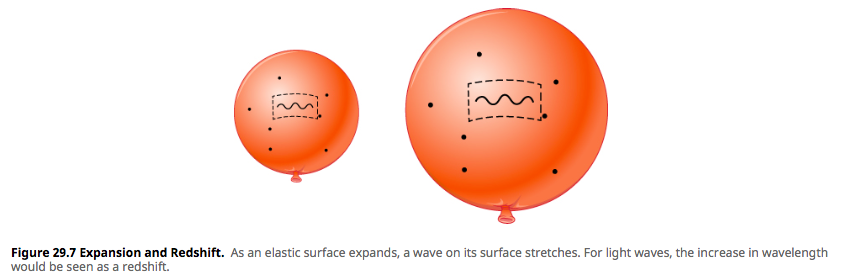 Figure 29.7 Expansion and Redshift. As an elastic surface expands, a wave on its surface stretches. For light waves, the increase in wavelength
would be seen as a redshift.